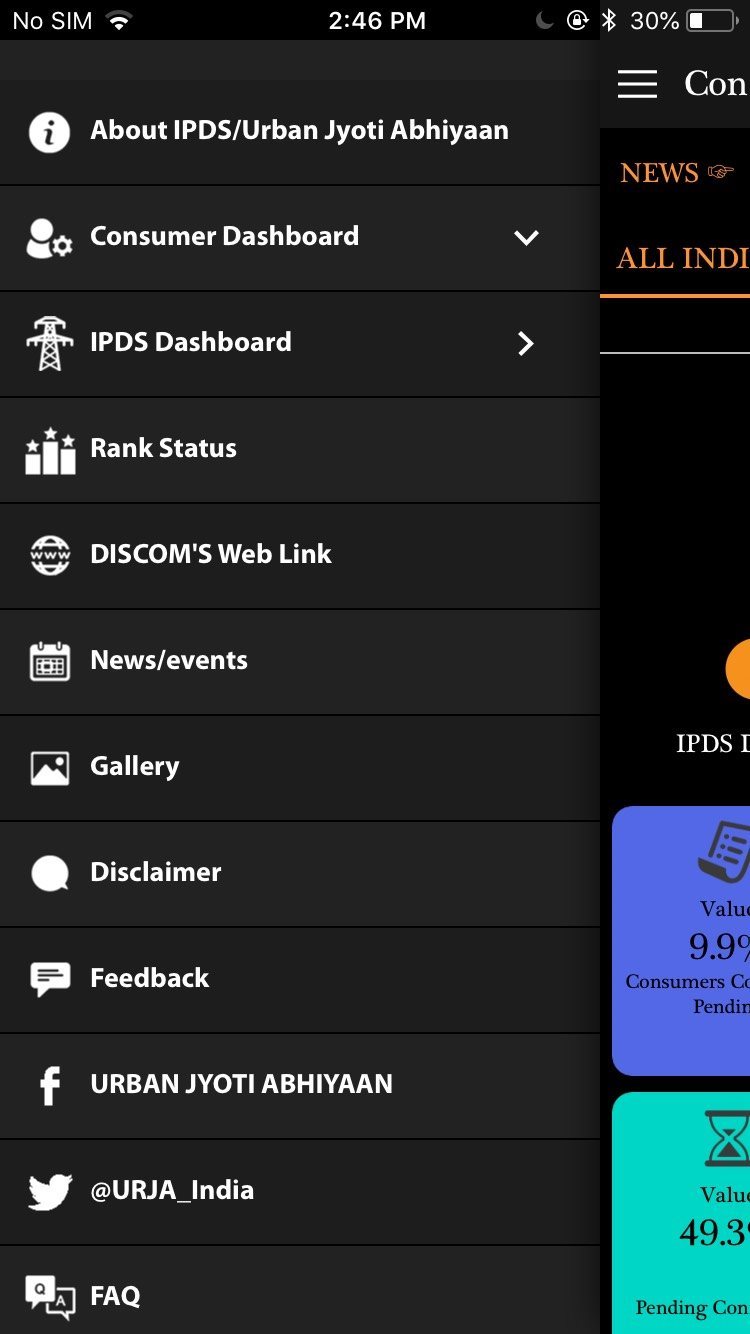 No SIM 2:46 PM 30%
About IPDS/Urban Jyoti Abhiyaan
Consumer Dashboard
IPDS Dashboard
Rank Status
DISCOM'S Web Link
www
News/events
Gallery
Disclaimer
Feedback
URBAN JYOTI ABHIYAAN
@URJA_India
Q A
FAQ
Con
NEWS
ALL INDI
IPDS
Valu
9.9%
Consumers Co
Pendin
Valu
49.3
Pending Con